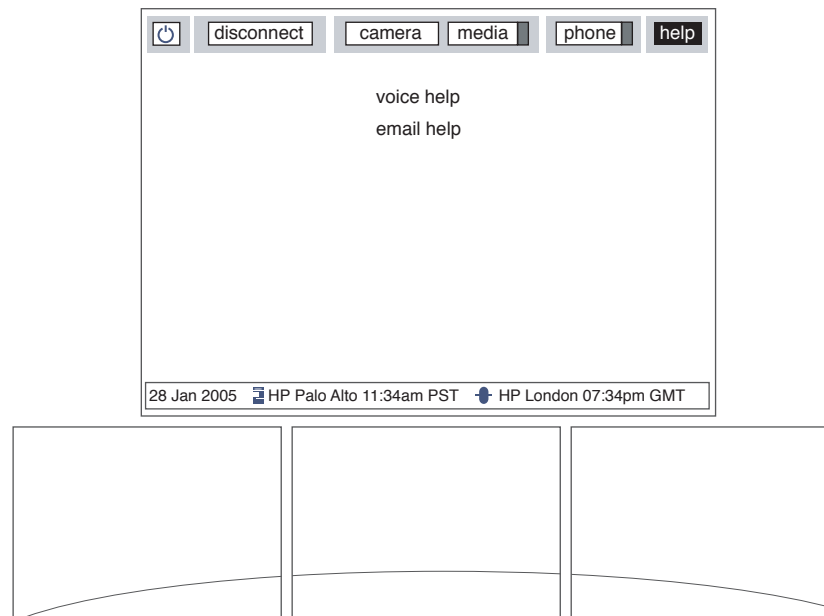 disconnect camera media phone help
voice help
email help
28 Jan 2005 HP Palo Alto 11:34am PST HP London 07:34pm GMT